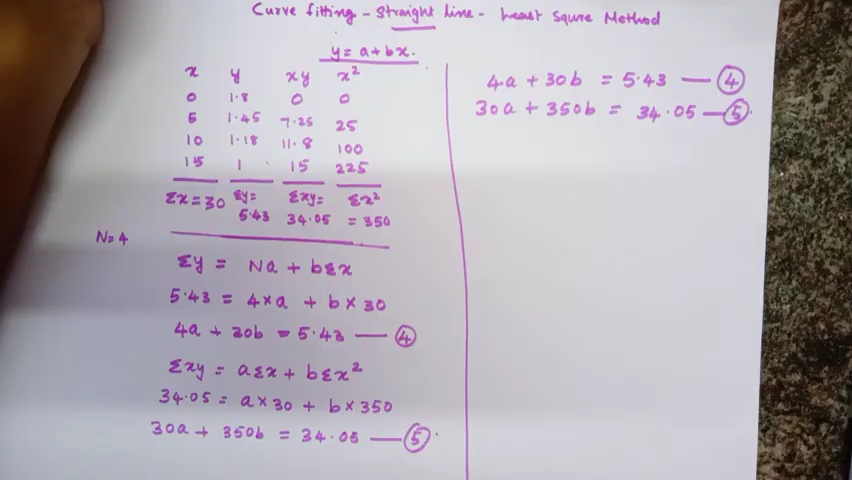 Curve fitting - Straight Line - Least Squre Method
y = a + bx.
x y xy x²
0 1.8 0 0
5 1.45 7.25 25
10 1.18 11.8 100
15 1 15 225
Σx=30 Σy= 5.43 Σxy= 34.05 Σx² = 350
N=4
Σy = Na + bΣx
5.43 = 4×a + b×30
4a + 30b = 5.43 — ④
Σxy = aΣx + bΣx²
34.05 = a×30 + b×350
30a + 350b = 34.05 — ⑤
4a + 30b = 5.43 — ④
30a + 350b = 34.05 — ⑤